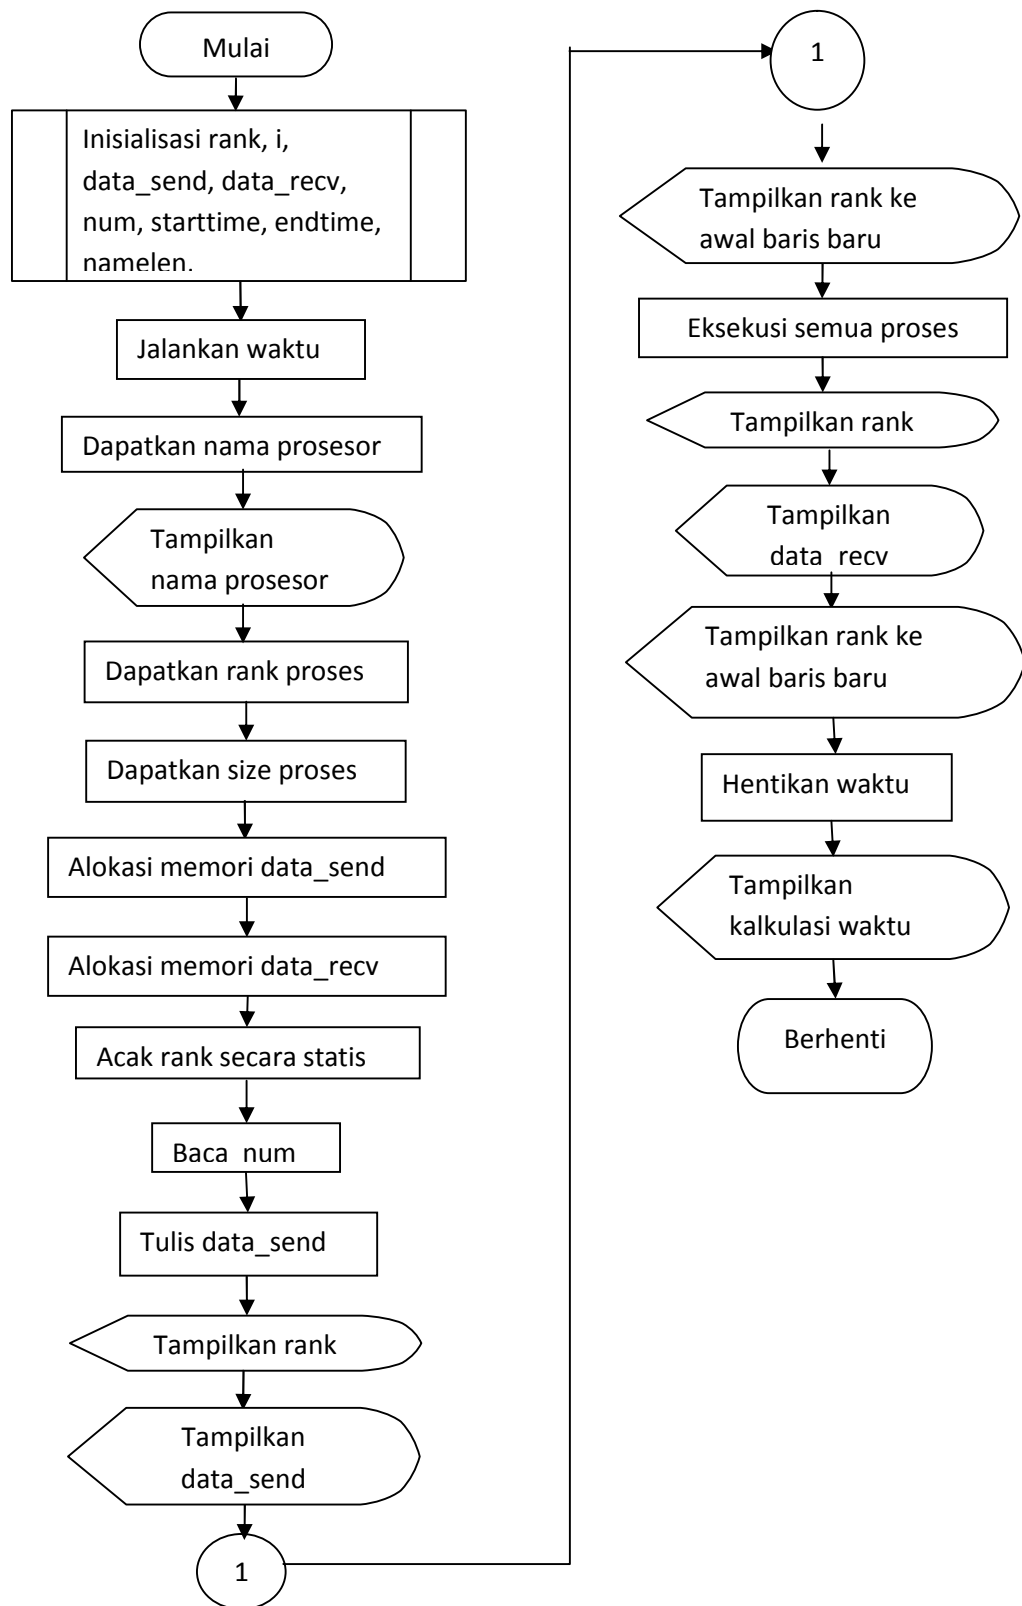 Mulai
Inisialisasi rank, i,
data_send, data_recv,
num, starttime, endtime,
namelen.
Jalankan waktu
Dapatkan nama prosesor
Tampilkan
nama prosesor
Dapatkan rank proses
Dapatkan size proses
Alokasi memori data_send
Alokasi memori data_recv
Acak rank secara statis
Baca num
Tulis data_send
Tampilkan rank
Tampilkan
data_send
1
1
Tampilkan rank ke
awal baris baru
Eksekusi semua proses
Tampilkan rank
Tampilkan
data recv
Tampilkan rank ke
awal baris baru
Hentikan waktu
Tampilkan
kalkulasi waktu
Berhenti